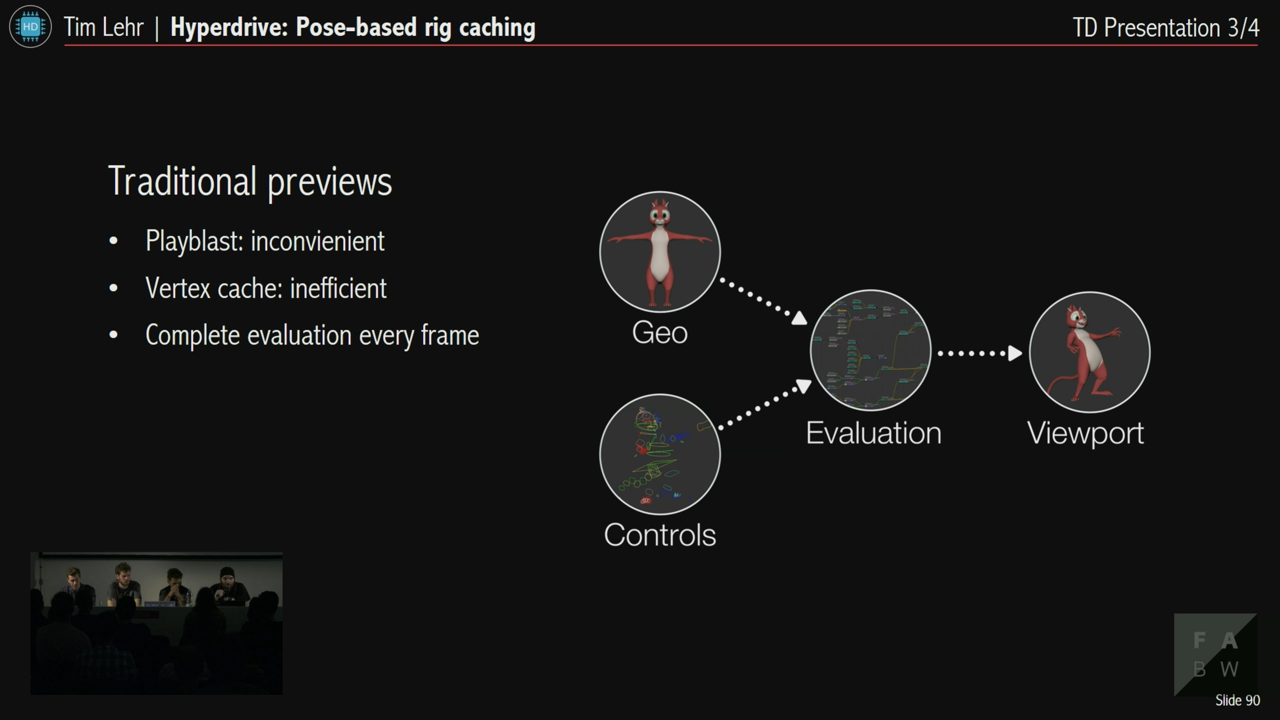 HD Tim Lehr | Hyperdrive: Pose-based rig caching TD Presentation 3/4
Traditional previews
• Playblast: inconvienient
• Vertex cache: inefficient
• Complete evaluation every frame
Geo
Controls
Evaluation
Viewport
F A
B W
Slide 90